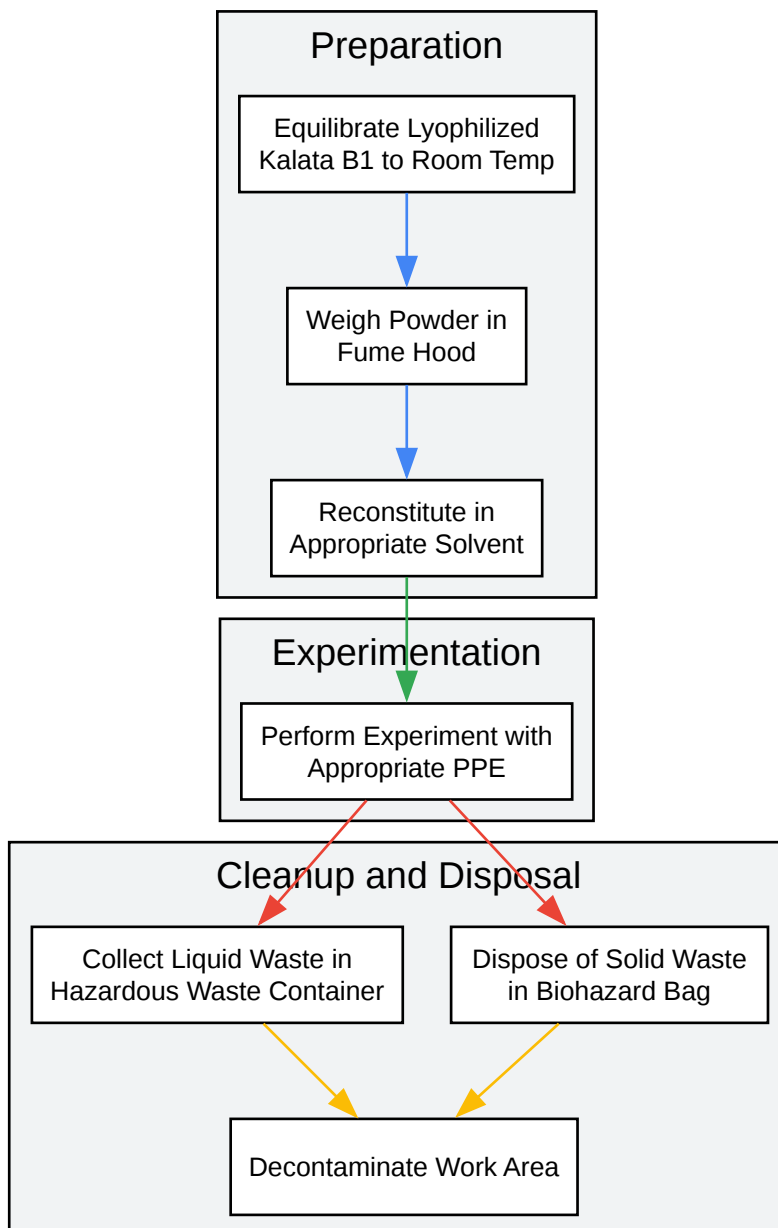 Preparation
Equilibrate Lyophilized
Kalata B1 to Room Temp
Weigh Powder in
Fume Hood
Reconstitute in
Appropriate Solvent
Experimentation
Perform Experiment with
Appropriate PPE
Cleanup and Disposal
Collect Liquid Waste in
Hazardous Waste Container
Dispose of Solid Waste
in Biohazard Bag
Decontaminate Work Area